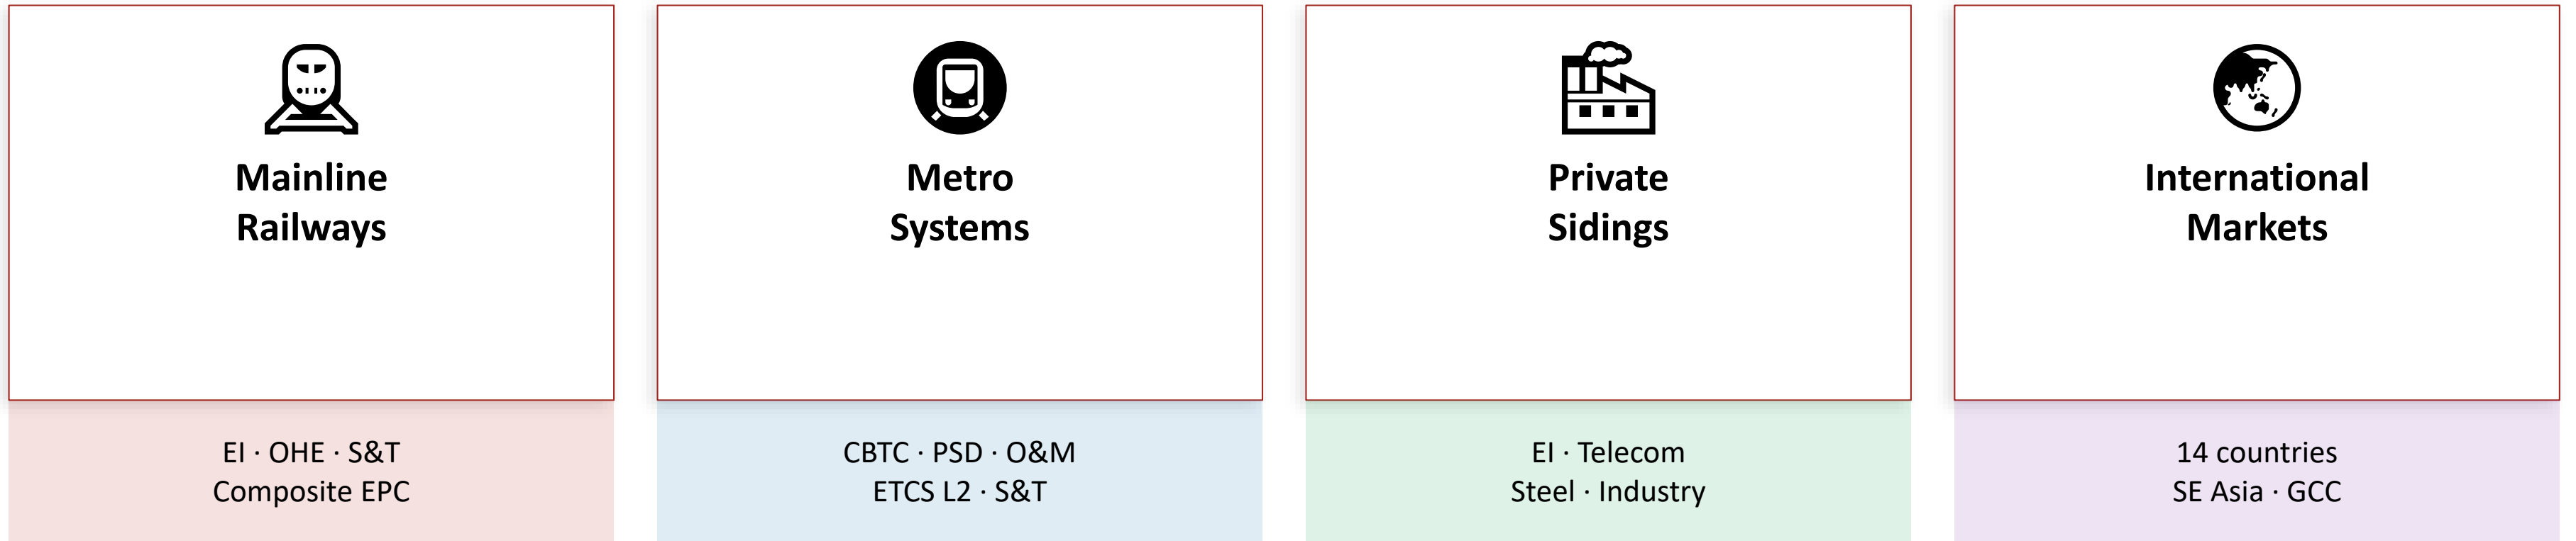 Mainline
Railways
EI · OHE · S&T
Composite EPC
Metro
Systems
CBTC · PSD · O&M
ETCS L2 · S&T
Private
Sidings
EI · Telecom
Steel · Industry
International
Markets
14 countries
SE Asia · GCC